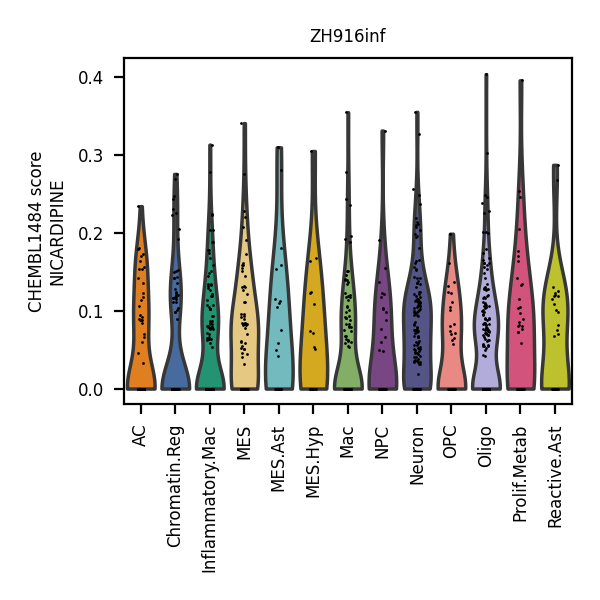 ZH916inf
CHEMBL1484 score
NICARDIPINE
0.4
0.3
0.2
0.1
0.0
AC
Chromatin.Reg
Inflammatory.Mac
MES
MES.Ast
MES.Hyp
Mac
NPC
Neuron
OPC
Oligo
Prolif.Metab
Reactive.Ast